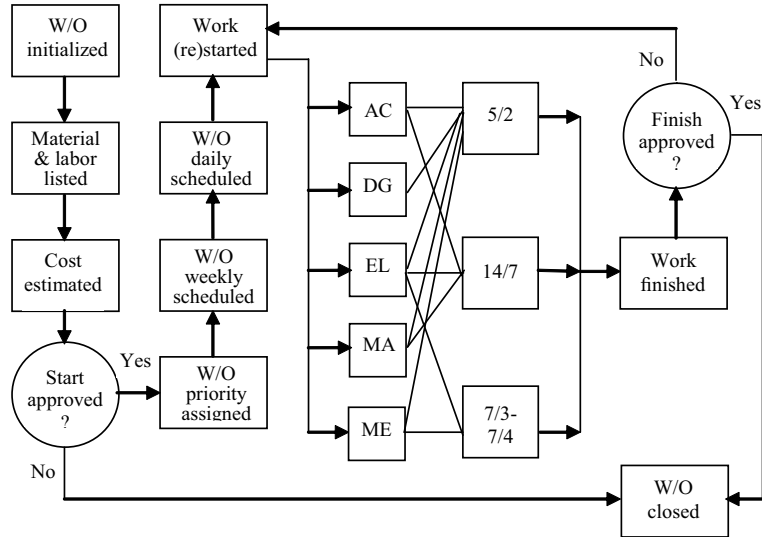 W/O
initialized
Material
& labor
listed
Cost
estimated
Start
approved
?
Yes
No
Work
(re)started
W/O
daily
scheduled
W/O
weekly
scheduled
W/O
priority
assigned
AC
DG
EL
MA
ME
5/2
14/7
7/3-
7/4
No
Yes
Finish
approved
?
Work
finished
W/O
closed